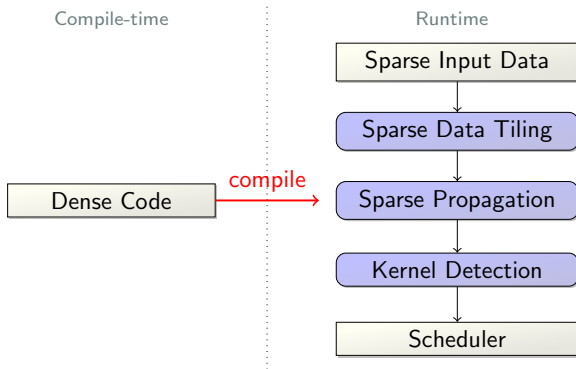 Compile-time
Runtime
Sparse Input Data
Sparse Data Tiling
compile
Dense Code
Sparse Propagation
Kernel Detection
Scheduler